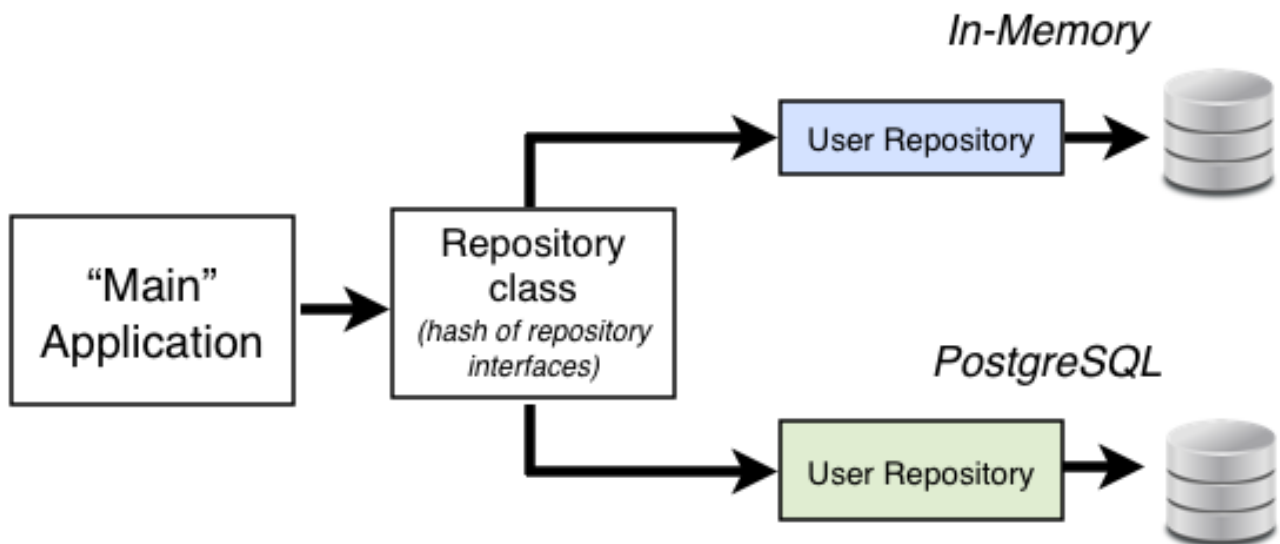 In-Memory
User Repository
“Main”
Application
Repository
class
(hash of repository
interfaces)
PostgreSQL
User Repository